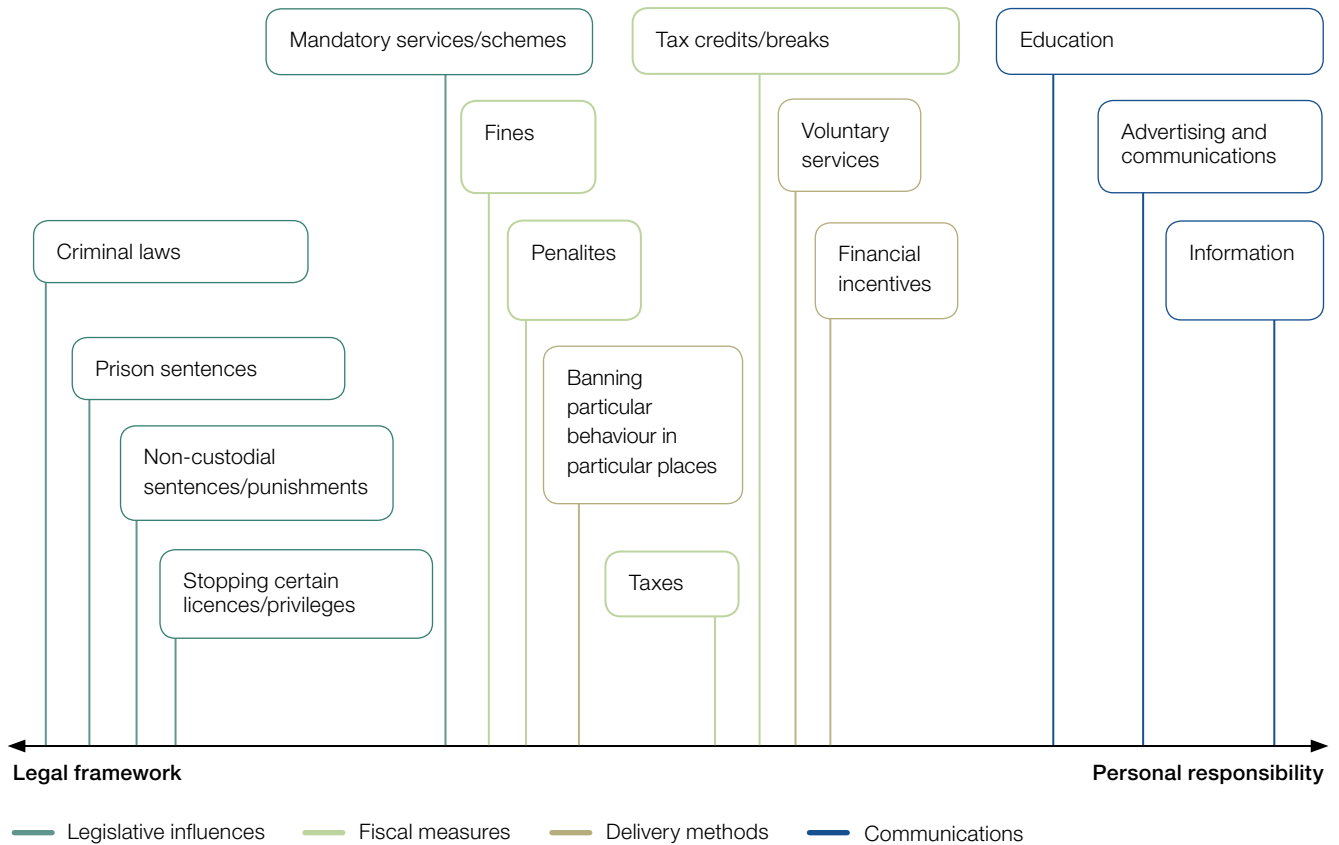 Mandatory services/schemes
Tax credits/breaks
Education
Fines
Voluntary
services
Advertising and
communications
Criminal laws
Penalites
Financial
incentives
Information
Prison sentences
Banning
particular
behaviour in
particular places
Non-custodial
sentences/punishments
Stopping certain
licences/privileges
Taxes
Legal framework
Personal responsibility
Legislative influences
Fiscal measures
Delivery methods
Communications